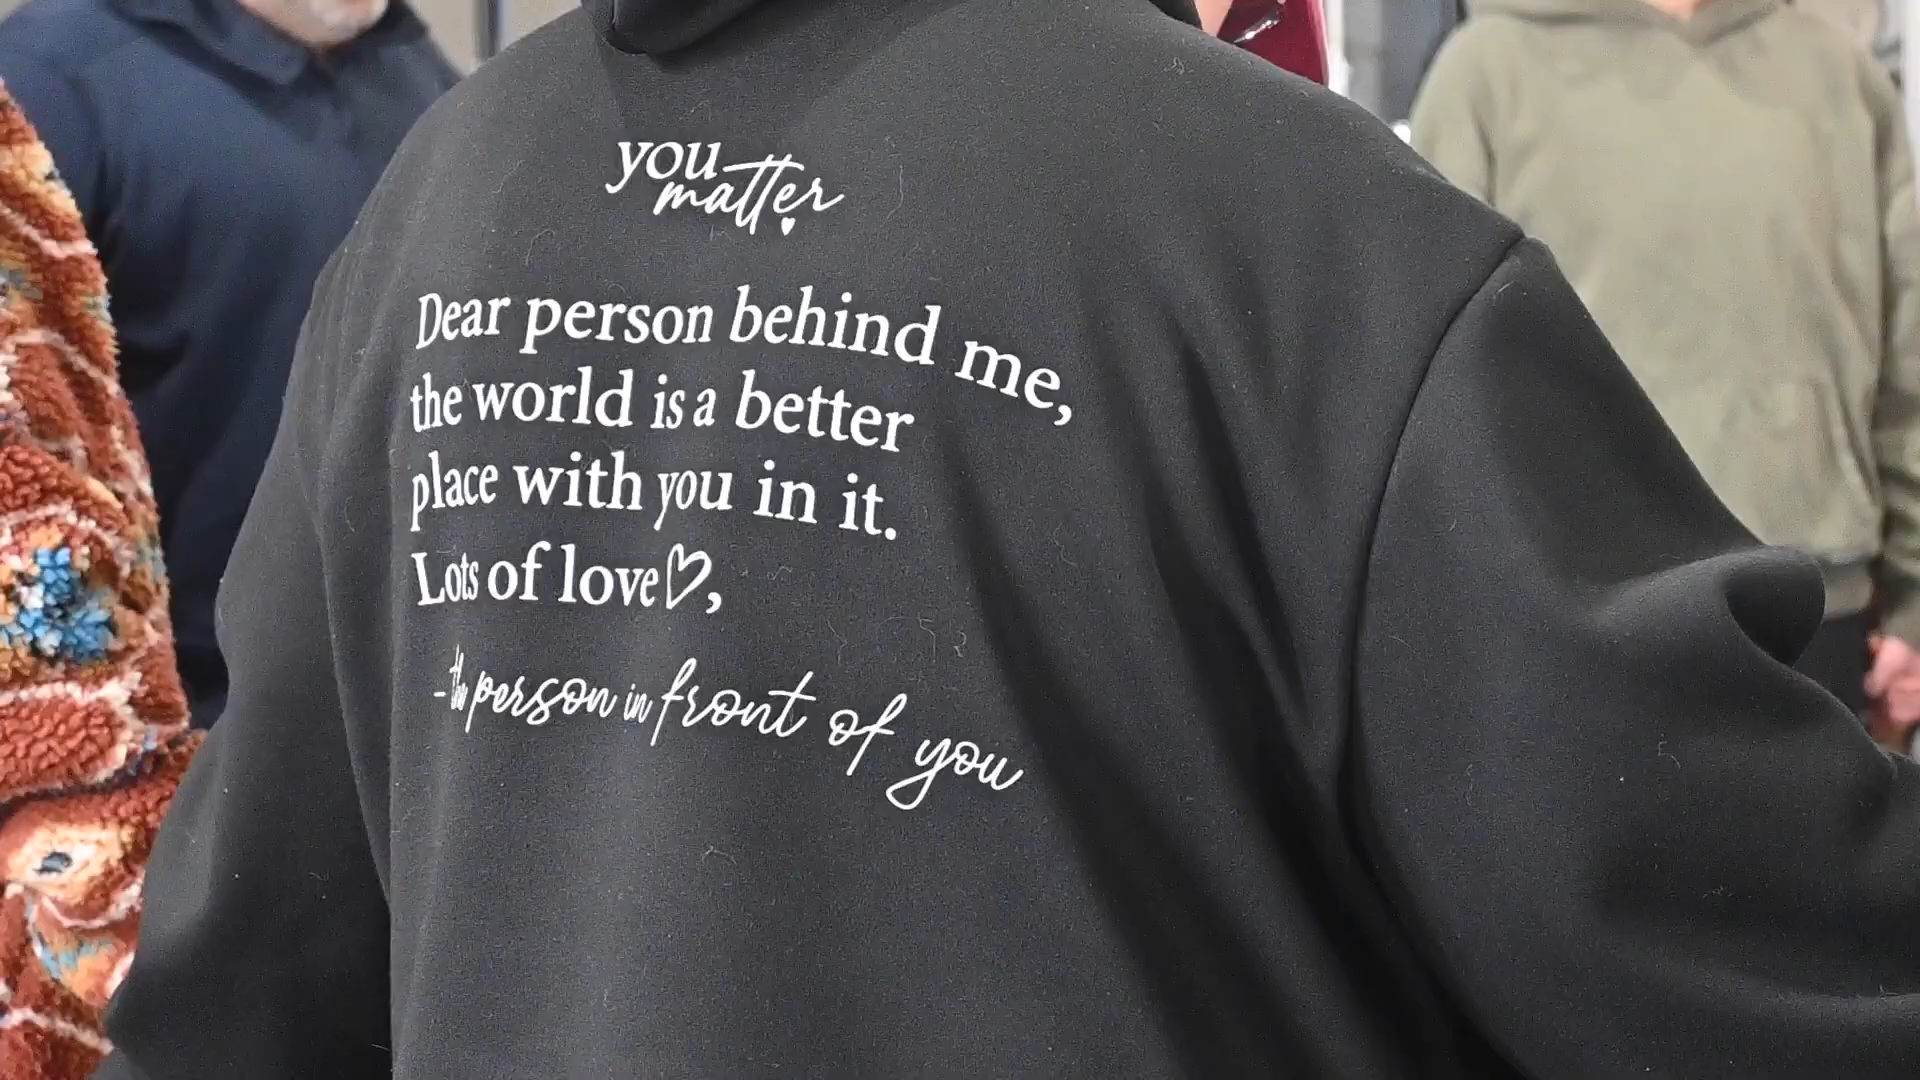 you
matter
Dear person behind me,
the world is a better
place with you in it.
Lots of love♡,
-the person in front of you